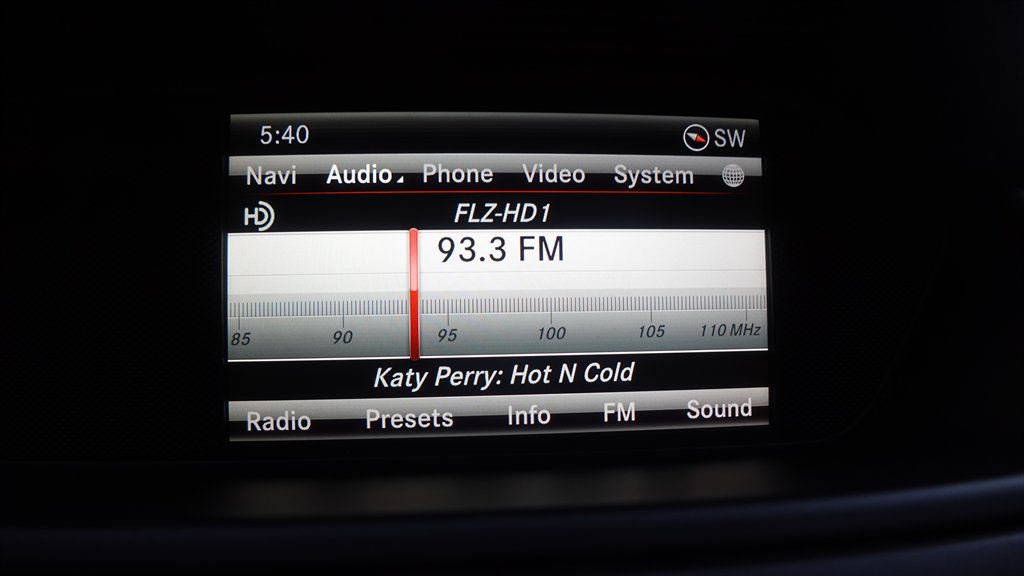 5:40 SW
Navi Audio Phone Video System
HD FLZ-HD1
93.3 FM
85 90 95 100 105 110 MHz
Katy Perry: Hot N Cold
Radio Presets Info FM Sound